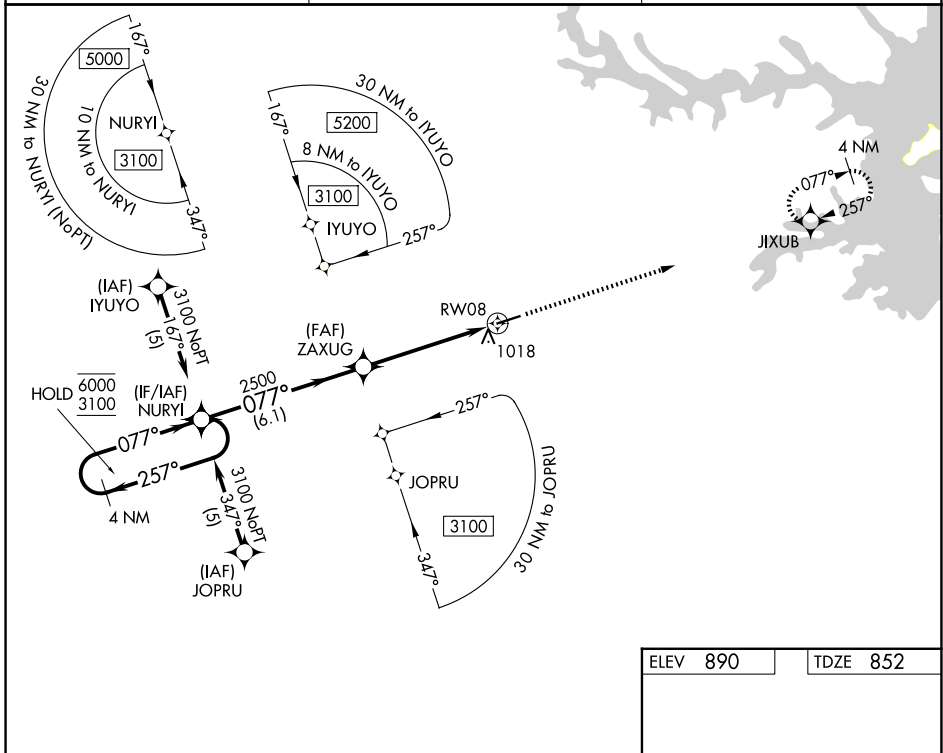 167°
5000
30 NM to NURYI (NoPT)
10 NM to NURYI
NURYI
3100
347°
30 NM to IYUYO
167°
5200
8 NM to IYUYO
3100
IYUYO
257°
4 NM
077°
257°
JIXUB
(IAF)
IYUYO
3100 NoPT
167°
(5)
RW08
1018
(FAF)
ZAXUG
HOLD 6000
3100
(IF/IAF)
NURYI
2500
077°
(6.1)
077°
257°
4 NM
3100 NoPT
347°
(5)
(IAF)
JOPRU
257°
JOPRU
3100
347°
30 NM to JOPRU
ELEV 890
TDZE 852